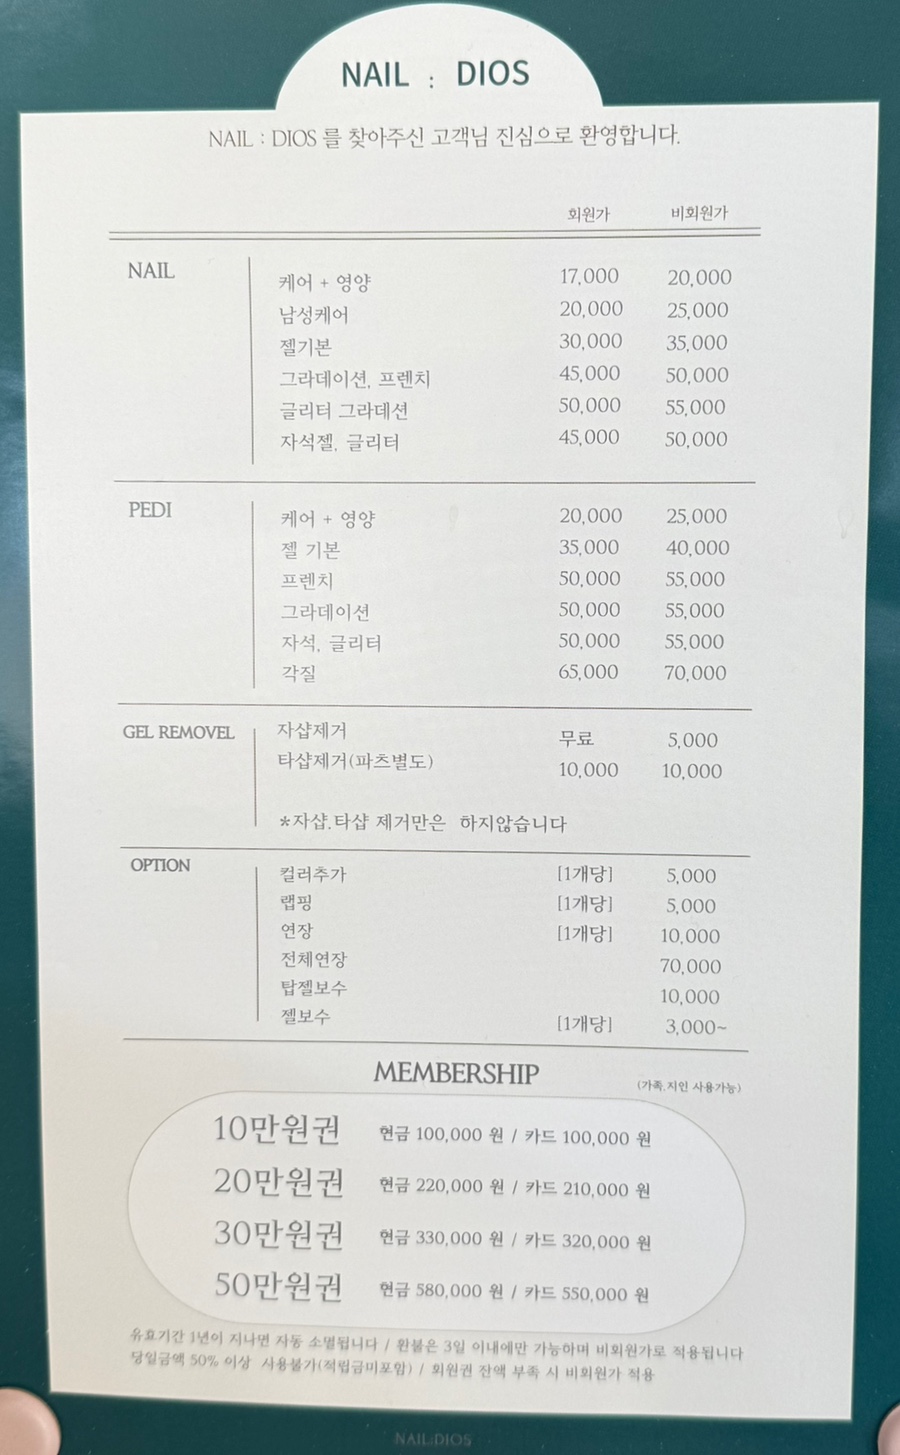 NAIL : DIOS
NAIL : DIOS 를 찾아주신 고객님 진심으로 환영합니다.
회원가 비회원가
NAIL
케어 + 영양 17,000 20,000
남성케어 20,000 25,000
젤기본 30,000 35,000
그라데이션, 프렌치 45,000 50,000
글리터 그라데션 50,000 55,000
자석젤, 글리터 45,000 50,000
PEDI
케어 + 영양 20,000 25,000
젤 기본 35,000 40,000
프렌치 50,000 55,000
그라데이션 50,000 55,000
자석, 글리터 50,000 55,000
각질 65,000 70,000
GEL REMOVEL
자샵제거 무료 5,000
타샵제거(파츠별도) 10,000 10,000
*자샵.타샵 제거만은 하지않습니다
OPTION
컬러추가 [1개당] 5,000
랩핑 [1개당] 5,000
연장 [1개당] 10,000
전체연장 70,000
탑젤보수 10,000
젤보수 [1개당] 3,000~
MEMBERSHIP
(가족.지인 사용가능)
10만원권 현금 100,000 원 / 카드 100,000 원
20만원권 현금 220,000 원 / 카드 210,000 원
30만원권 현금 330,000 원 / 카드 320,000 원
50만원권 현금 580,000 원 / 카드 550,000 원
유효기간 1년이 지나면 자동 소멸됩니다 / 환불은 3일 이내에만 가능하며 비회원가로 적용됩니다
당일금액 50% 이상 사용불가(적립금미포함) / 회원권 잔액 부족 시 비회원가 적용
NAIL:DIOS